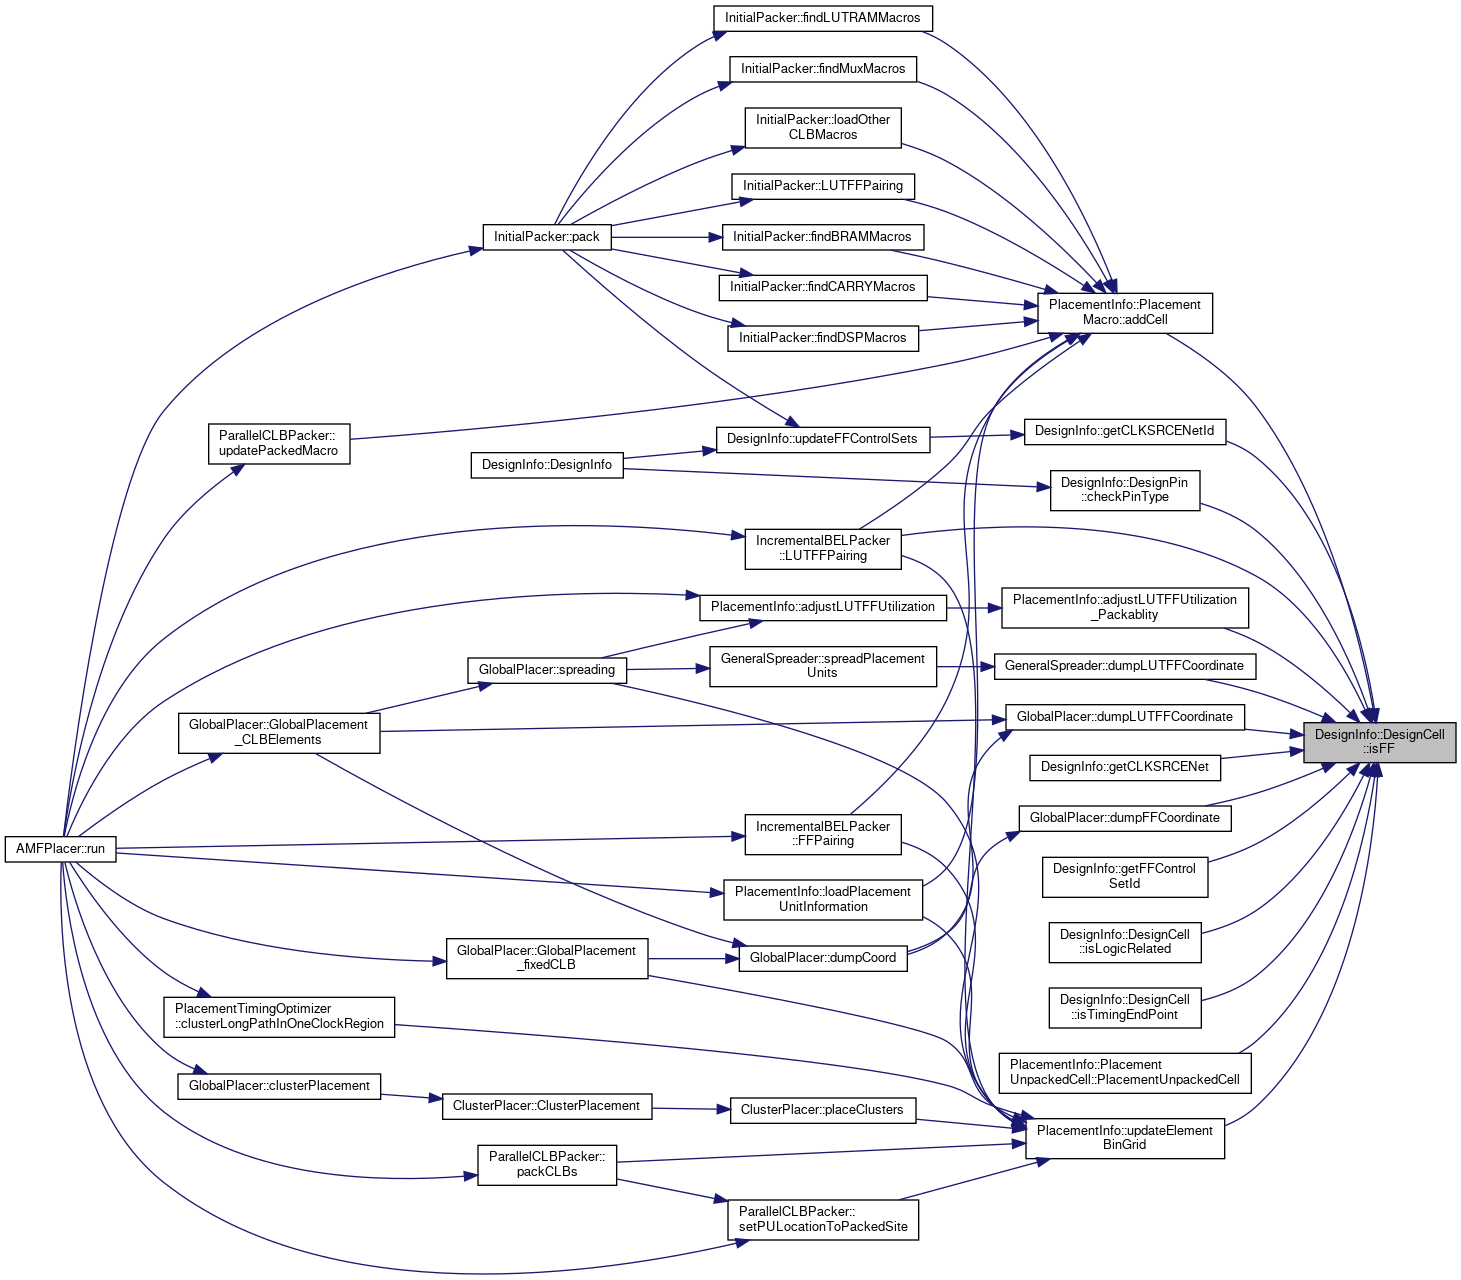 InitialPacker::findLUTRAMMacros
InitialPacker::findMuxMacros
InitialPacker::loadOther
CLBMacros
InitialPacker::LUTFFPairing
InitialPacker::pack
InitialPacker::findBRAMMacros
InitialPacker::findCARRYMacros
PlacementInfo::Placement
Macro::addCell
InitialPacker::findDSPMacros
ParallelCLBPacker::
updatePackedMacro
DesignInfo::updateFFControlSets
DesignInfo::getCLKSRCENetId
DesignInfo::DesignInfo
DesignInfo::DesignPin
::checkPinType
IncrementalBELPacker
::LUTFFPairing
PlacementInfo::adjustLUTFFUtilization
PlacementInfo::adjustLUTFFUtilization
_Packablity
GlobalPlacer::spreading
GeneralSpreader::spreadPlacement
Units
GeneralSpreader::dumpLUTFFCoordinate
GlobalPlacer::GlobalPlacement
_CLBElements
GlobalPlacer::dumpLUTFFCoordinate
DesignInfo::DesignCell
::isFF
DesignInfo::getCLKSRCENet
GlobalPlacer::dumpFFCoordinate
AMFPlacer::run
IncrementalBELPacker
::FFPairing
DesignInfo::getFFControl
SetId
PlacementInfo::loadPlacement
UnitInformation
DesignInfo::DesignCell
::isLogicRelated
GlobalPlacer::GlobalPlacement
_fixedCLB
GlobalPlacer::dumpCoord
DesignInfo::DesignCell
::isTimingEndPoint
PlacementTimingOptimizer
::clusterLongPathInOneClockRegion
PlacementInfo::Placement
UnpackedCell::PlacementUnpackedCell
GlobalPlacer::clusterPlacement
ClusterPlacer::ClusterPlacement
ClusterPlacer::placeClusters
PlacementInfo::updateElement
BinGrid
ParallelCLBPacker::
packCLBs
ParallelCLBPacker::
setPULocationToPackedSite